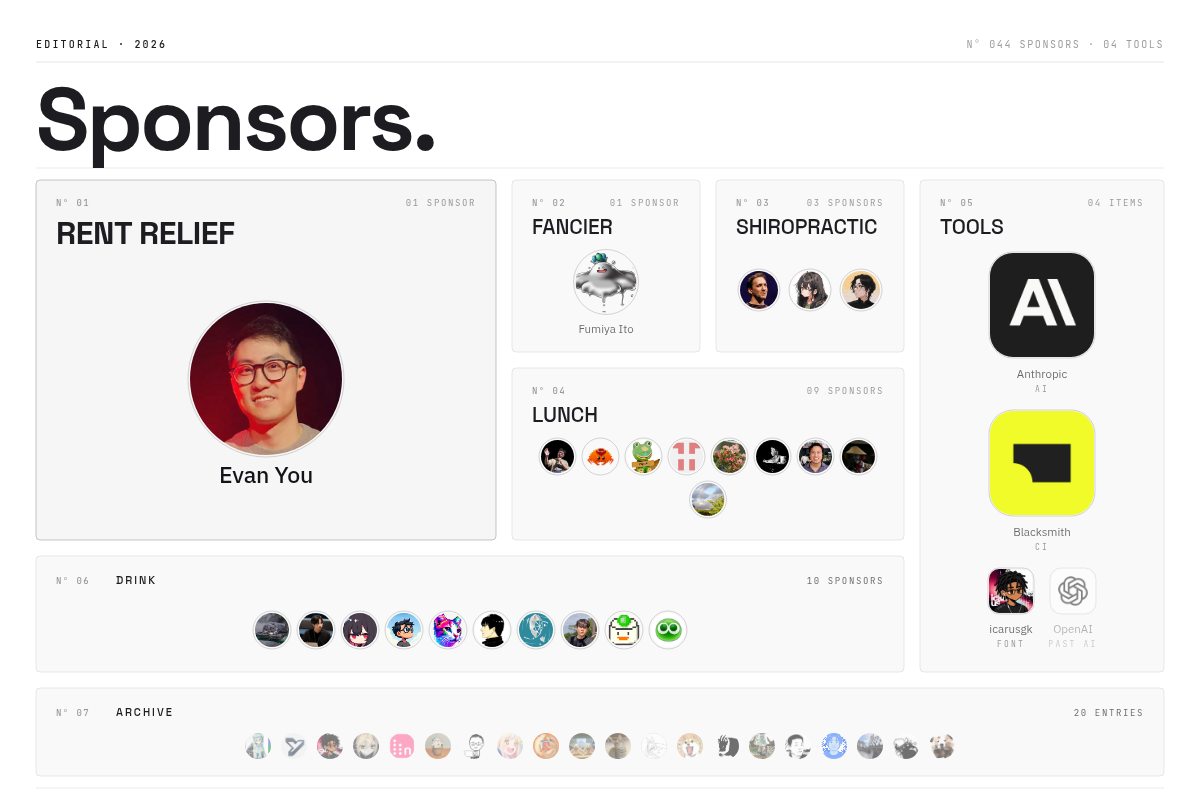 EDITORIAL · 2026
N° 044 SPONSORS · 04 TOOLS
Sponsors.
N° 01
01 SPONSOR
RENT RELIEF
Evan You
N° 02
01 SPONSOR
FANCIER
Fumiya Ito
N° 03
03 SPONSORS
SHIROPRACTIC
N° 04
09 SPONSORS
LUNCH
N° 05
04 ITEMS
TOOLS
Anthropic
AI
Blacksmith
CI
icarusgk
FONT
OpenAI
PAST AI
N° 06
DRINK
10 SPONSORS
N° 07
ARCHIVE
20 ENTRIES